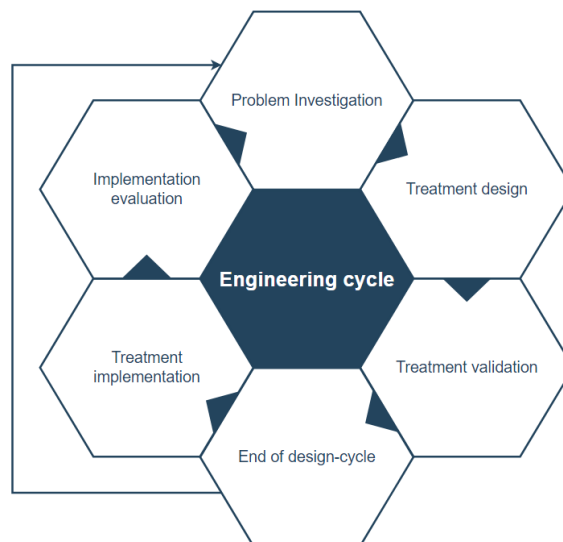 Problem Investigation
Implementation
evaluation
Treatment design
Engineering cycle
Treatment
implementation
Treatment validation
End of design-cycle